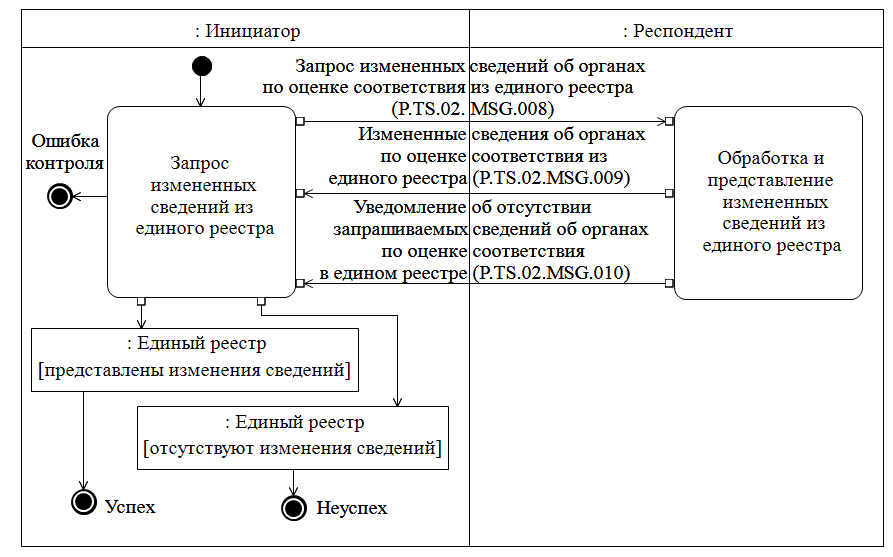 : Инициатор
: Респондент
Запрос измененных сведений об органах
по оценке соответствия из единого реестра
(P.TS.02. MSG.008)
Ошибка
контроля
Запрос
измененных
сведений из
единого реестра
Измененные сведения об органах
по оценке соответствия из
единого реестра (P.TS.02.MSG.009)
Обработка и
представление
измененных
сведений из
единого реестра
Уведомление об отсутствии
запрашиваемых сведений об органах
по оценке соответствия
в едином реестре (P.TS.02.MSG.010)
: Единый реестр
[представлены изменения сведений]
: Единый реестр
[отсутствуют изменения сведений]
Успех
Неуспех